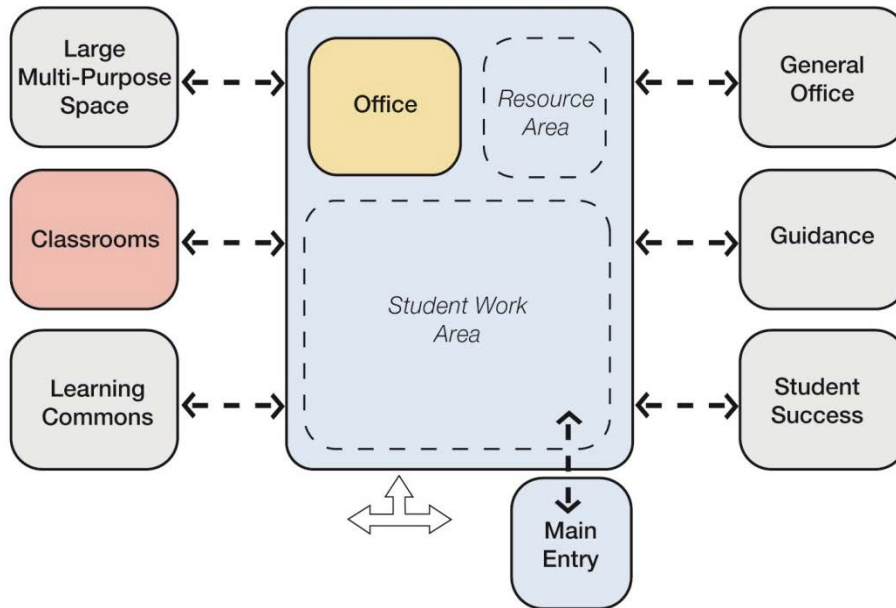 Large
Multi-Purpose
Space
Office
Resource
Area
General
Office
Classrooms
Guidance
Student Work
Area
Learning
Commons
Student
Success
Main
Entry